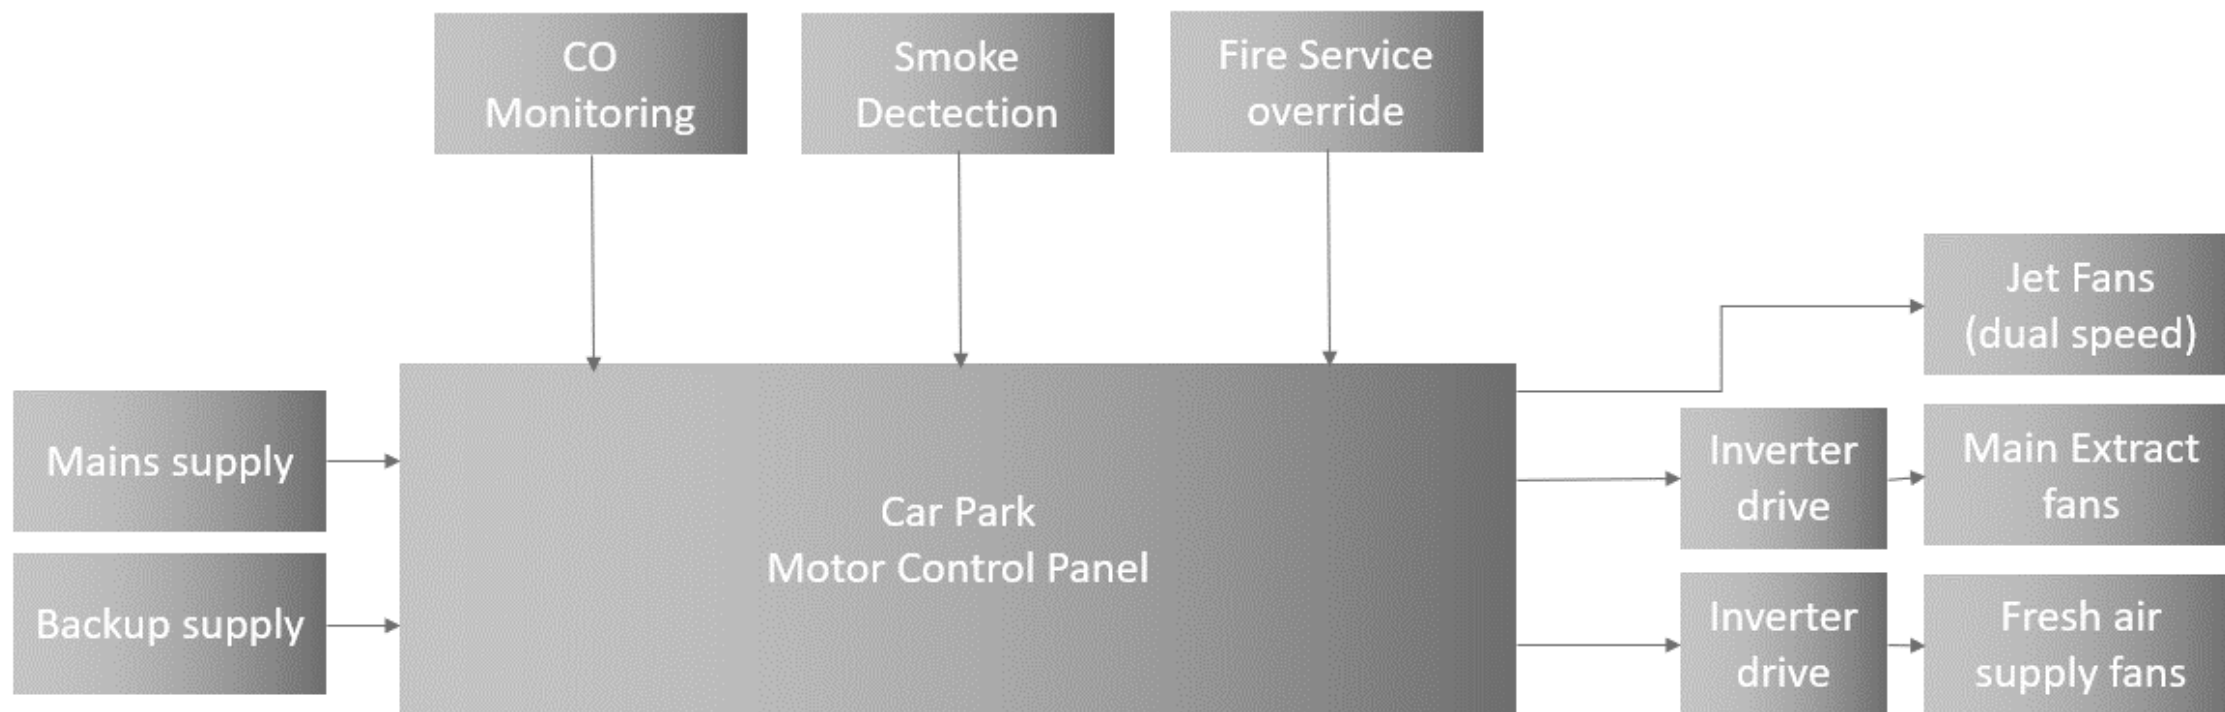 CO
Monitoring
Smoke
Dectection
Fire Service
override
Jet Fans
(dual speed)
Mains supply
Inverter
drive
Main Extract
fans
Car Park
Motor Control Panel
Backup supply
Inverter
drive
Fresh air
supply fans